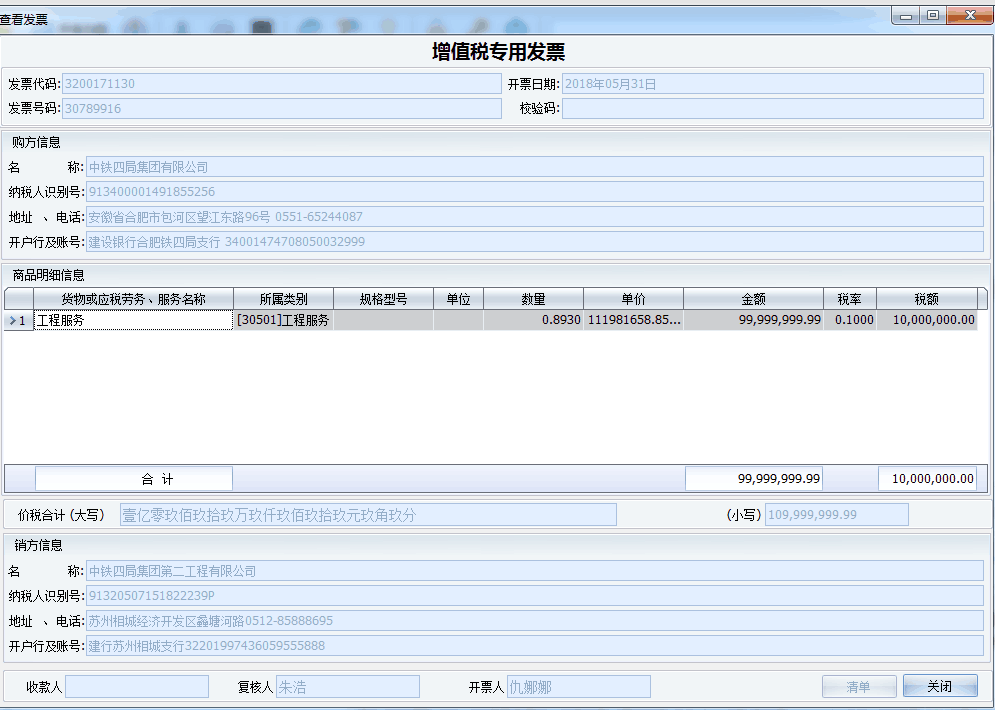 查看发票
增值税专用发票
发票代码: 3200171130 开票日期: 2018年05月31日
发票号码: 30789916 校验码:
购方信息
名 称: 中铁四局集团有限公司
纳税人识别号: 913400001491855256
地址 、电话: 安徽省合肥市包河区望江东路96号 0551-65244087
开户行及账号: 建设银行合肥铁四局支行 34001474708050032999
商品明细信息
货物或应税劳务、服务名称 所属类别 规格型号 单位 数量 单价 金额 税率 税额
1 工程服务 [30501]工程服务 0.8930 111981658.85... 99,999,999.99 0.1000 10,000,000.00
合 计 99,999,999.99 10,000,000.00
价税合计 (大写) 壹亿零玖佰玖拾玖万玖仟玖佰玖拾玖元玖角玖分 (小写) 109,999,999.99
销方信息
名 称: 中铁四局集团第二工程有限公司
纳税人识别号: 91320507151822239P
地址 、电话: 苏州相城经济开发区蠡塘河路0512-85888695
开户行及账号: 建行苏州相城支行32201997436059555888
收款人 复核人 朱浩 开票人 仇娜娜 清单 关闭